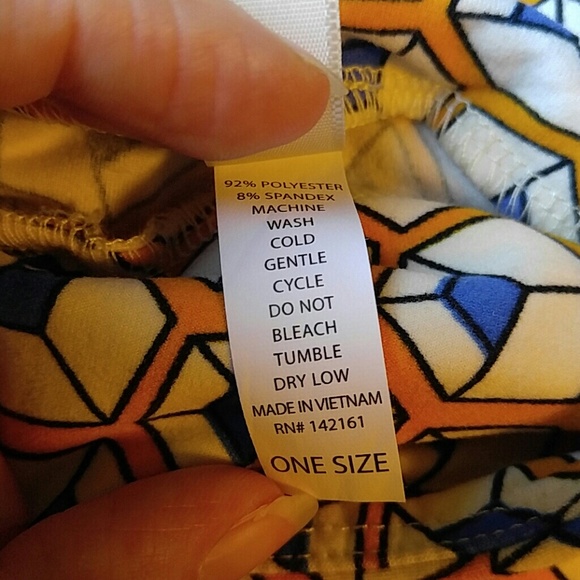 92% POLYESTER
8% SPANDEX
MACHINE
WASH
COLD
GENTLE
CYCLE
DO NOT
BLEACH
TUMBLE
DRY LOW
MADE IN VIETNAM
RN# 142161
ONE SIZE